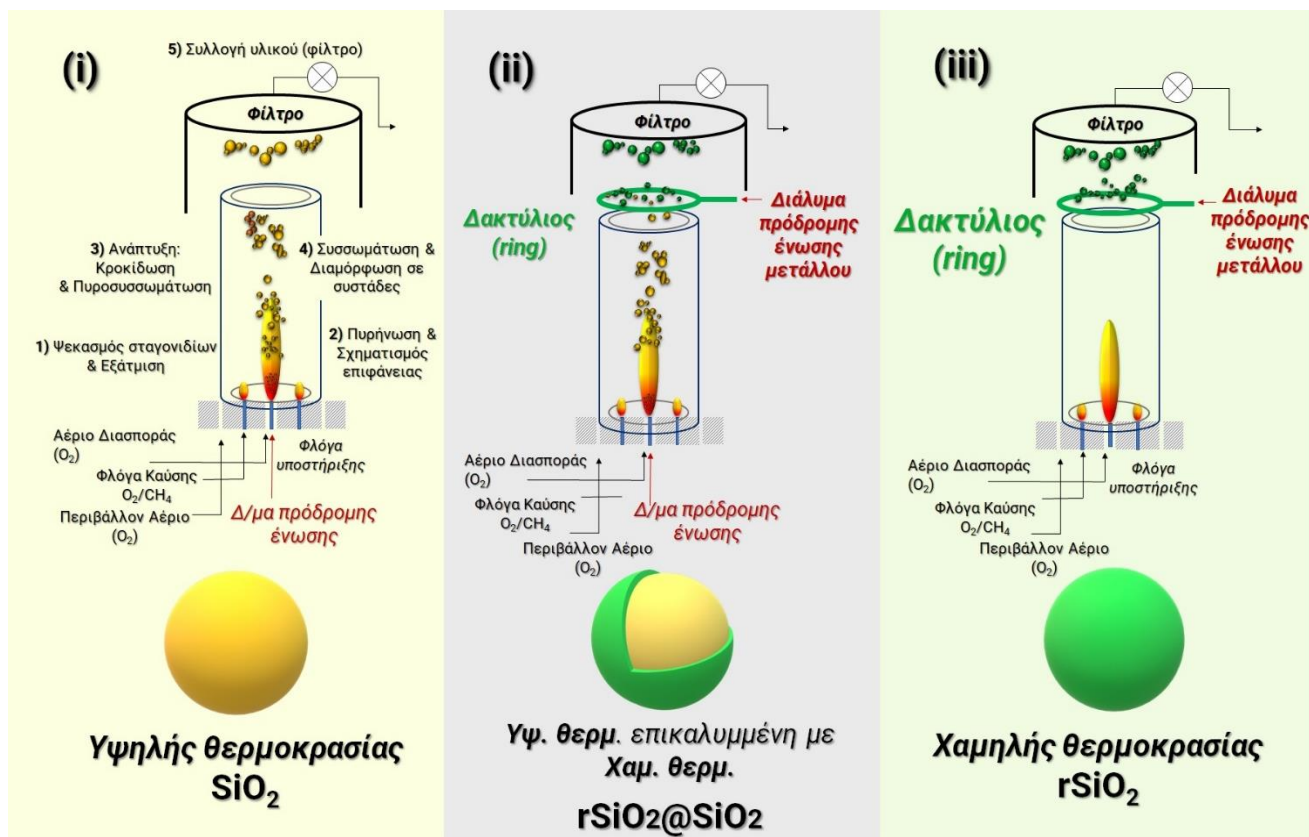 (i)
5) Συλλογή υλικού (φίλτρο)
Φίλτρο
3) Ανάπτυξη:
Κροκίδωση
& Πυροσυσσωμάτωση
4) Συσσωμάτωση &
Διαμόρφωση σε
συστάδες
1) Ψεκασμός σταγονιδίων
& Εξάτμιση
2) Πυρήνωση &
Σχηματισμός
επιφάνειας
Αέριο Διασποράς
(O₂)
Φλόγα
υποστήριξης
Φλόγα Καύσης
O₂/CH₄
Περιβάλλον Αέριο
(O₂)
Δ/μα πρόδρομης
ένωσης
Υψηλής θερμοκρασίας
SiO₂
(ii)
Φίλτρο
Δακτύλιος
(ring)
Διάλυμα
πρόδρομης
ένωσης
μετάλλου
Αέριο Διασποράς
(O₂)
Φλόγα Καύσης
O₂/CH₄
Δ/μα πρόδρομης
ένωσης
Περιβάλλον Αέριο
(O₂)
Υψ. θερμ. επικαλυμμένη με
Χαμ. θερμ.
rSiO₂@SiO₂
(iii)
Φίλτρο
Δακτύλιος
(ring)
Διάλυμα
πρόδρομης
ένωσης
μετάλλου
Αέριο Διασποράς
(O₂)
Φλόγα
υποστήριξης
Φλόγα Καύσης
O₂/CH₄
Περιβάλλον Αέριο
(O₂)
Χαμηλής θερμοκρασίας
rSiO₂